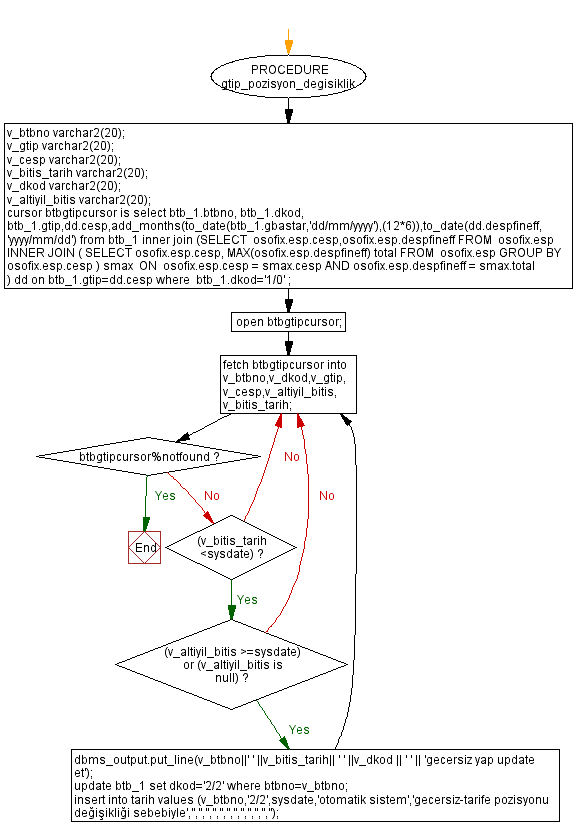 PROCEDURE
gtip_pozisyon_degisiklik
v_btbno varchar2(20);
v_gtip varchar2(20);
v_cesp varchar2(20);
v_bitis_tarih varchar2(20);
v_dkod varchar2(20);
v_altiyil_bitis varchar2(20);
cursor btbgtipcursor is select btb_1.btbno, btb_1.dkod,
btb_1.gtip,dd.cesp,add_months(to_date(btb_1.gbastar,'dd/mm/yyyy'),(12*6)),to_date(dd.despfineff,
'yyyy/mm/dd') from btb_1 inner join (SELECT osofix.esp.cesp,osofix.esp.despfineff FROM osofix.esp
INNER JOIN ( SELECT osofix.esp.cesp, MAX(osofix.esp.despfineff) total FROM osofix.esp GROUP BY
osofix.esp.cesp ) smax ON osofix.esp.cesp = smax.cesp AND osofix.esp.despfineff = smax.total
) dd on btb_1.gtip=dd.cesp where btb_1.dkod='1/0' ;
open btbgtipcursor;
fetch btbgtipcursor into
v_btbno,v_dkod,v_gtip,
v_cesp,v_altiyil_bitis,
v_bitis_tarih;
btbgtipcursor%notfound ?
Yes
No
End
(v_bitis_tarih
<sysdate) ?
No
No
Yes
(v_altiyil_bitis >=sysdate)
or (v_altiyil_bitis is
null) ?
Yes
dbms_output.put_line(v_btbno||' ' ||v_bitis_tarih|| ' ' ||v_dkod || ' ' || 'gecersiz yap update
et');
update btb_1 set dkod='2/2' where btbno=v_btbno;
insert into tarih values (v_btbno,'2/2',sysdate,'otomatik sistem','gecersiz-tarife pozisyonu
değişikliği sebebiyle','','','','','','','','','','','','');